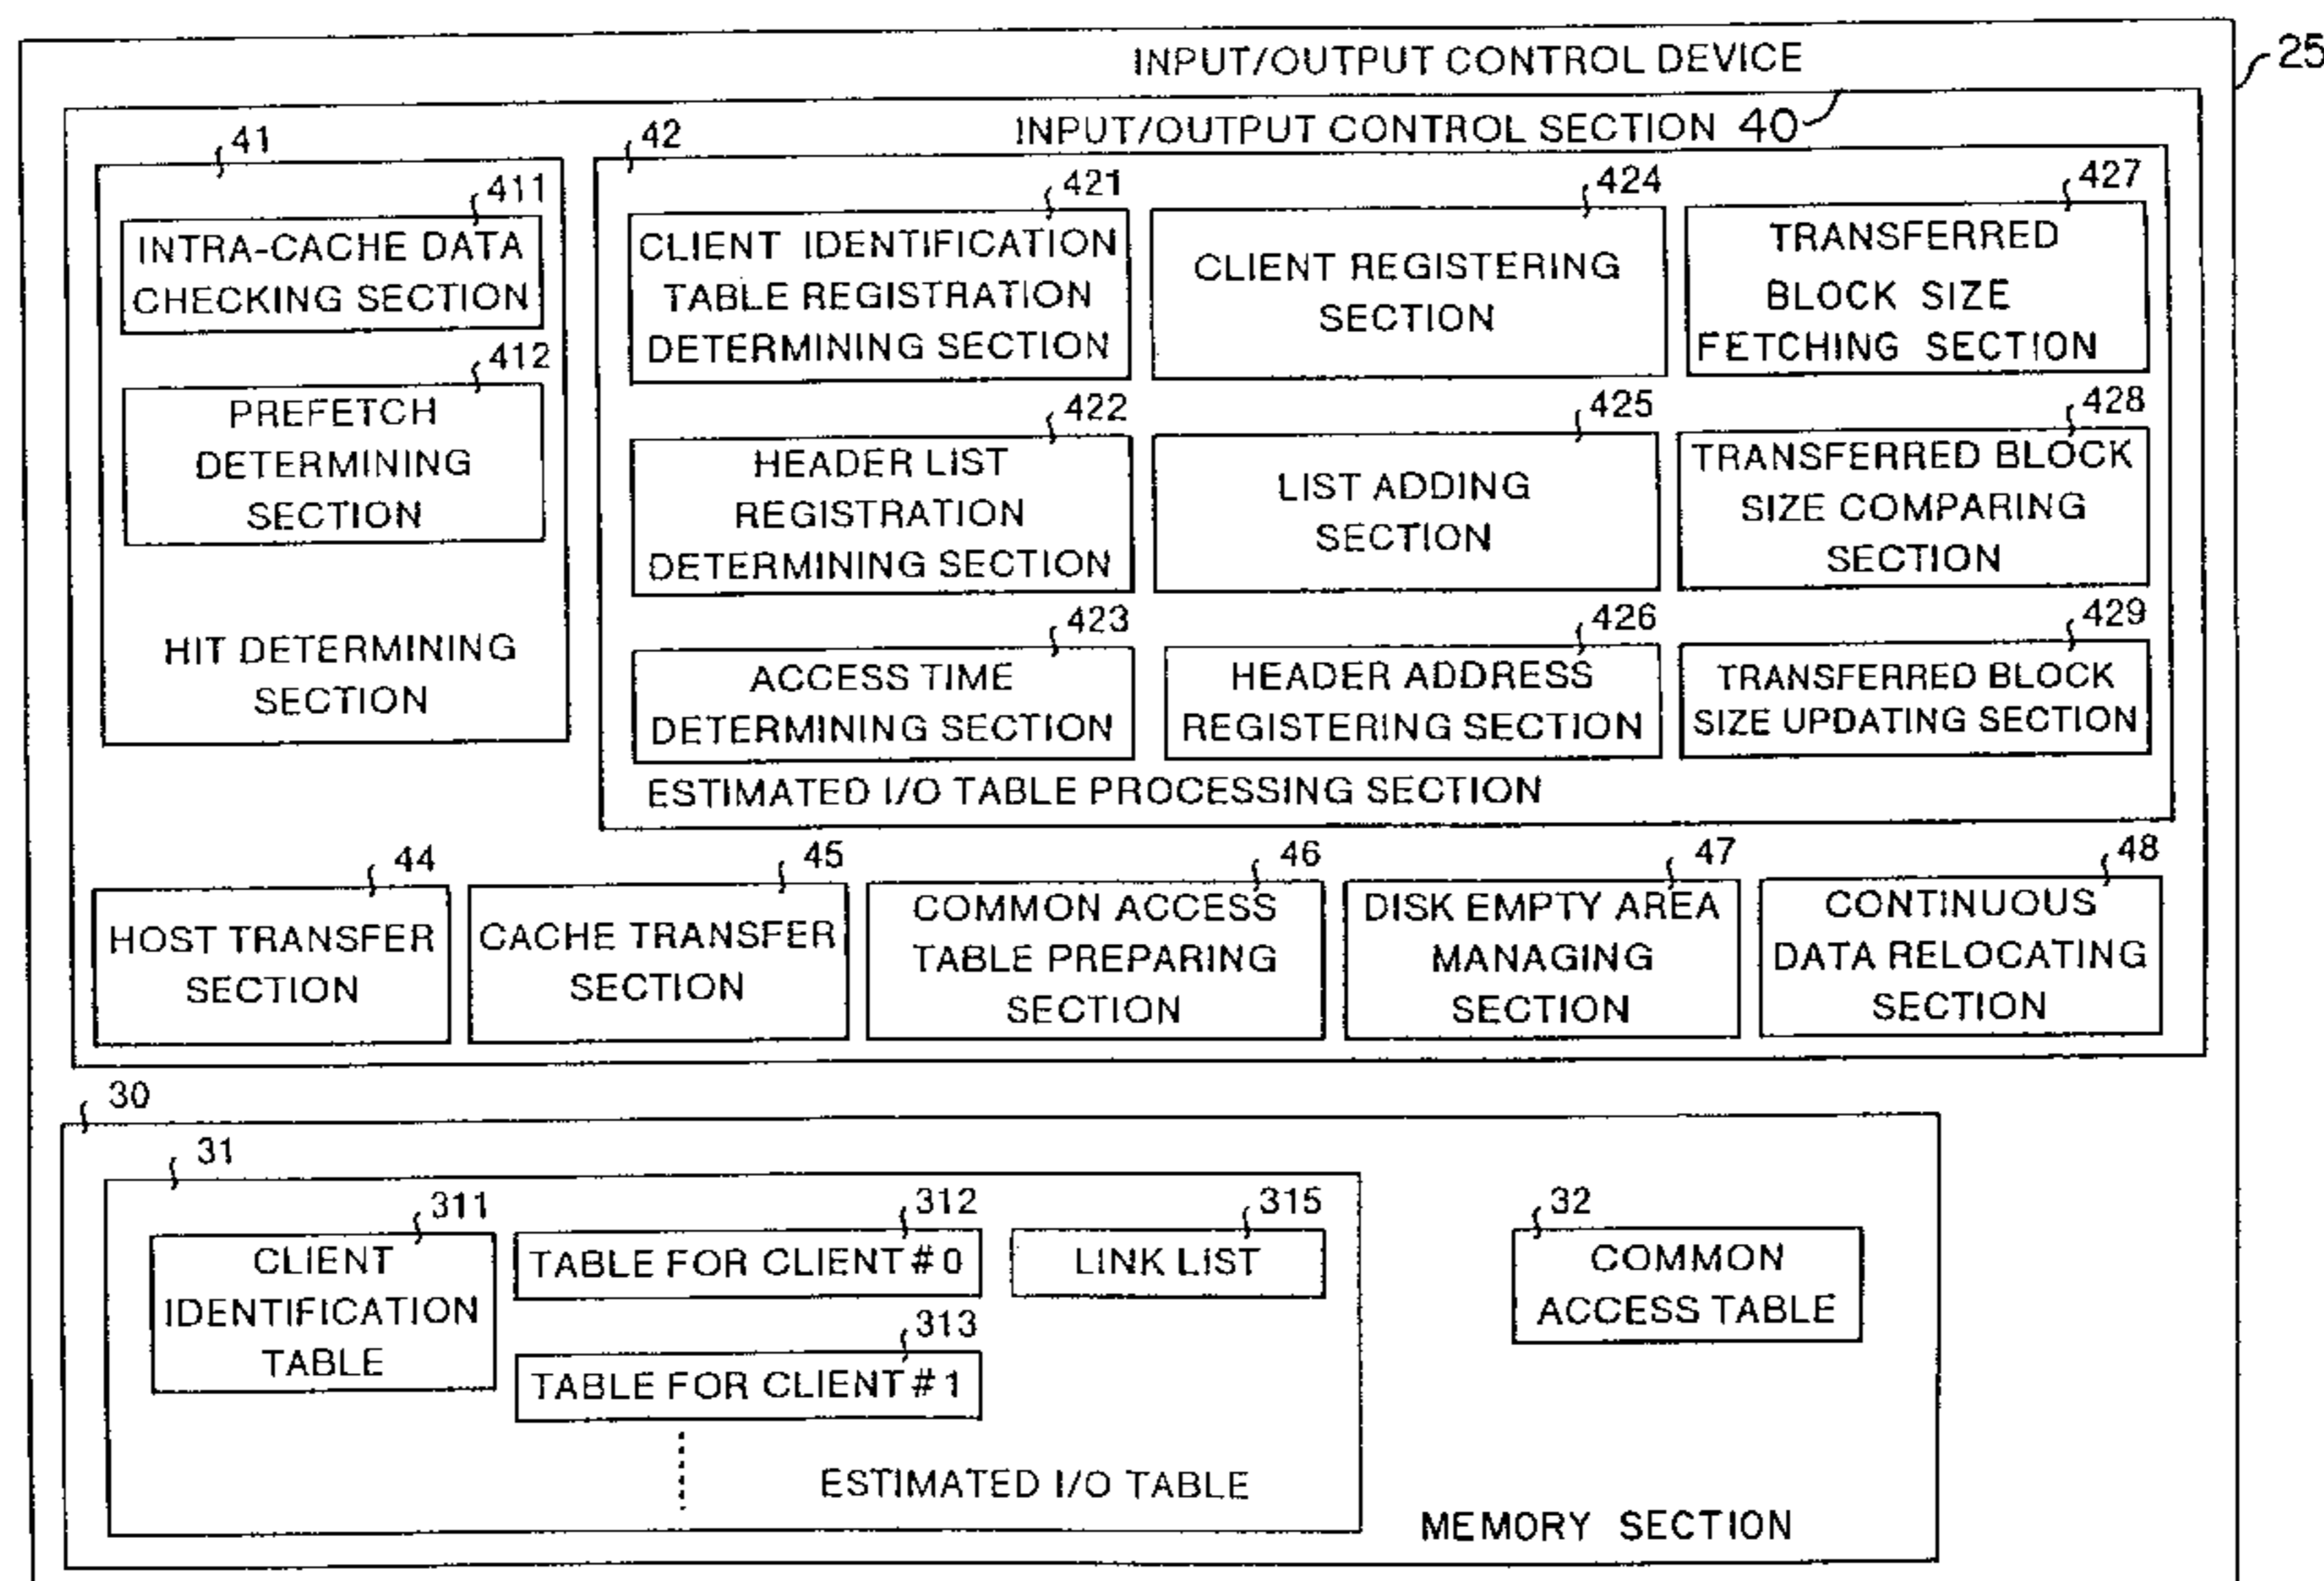 INPUT/OUTPUT CONTROL DEVICE
25
INPUT/OUTPUT CONTROL SECTION 40
41
411
INTRA-CACHE DATA
CHECKING SECTION
412
PREFETCH
DETERMINING
SECTION
HIT DETERMINING
SECTION
42
421
CLIENT IDENTIFICATION
TABLE REGISTRATION
DETERMINING SECTION
424
CLIENT REGISTERING
SECTION
427
TRANSFERRED
BLOCK SIZE
FETCHING SECTION
422
HEADER LIST
REGISTRATION
DETERMINING SECTION
425
LIST ADDING
SECTION
428
TRANSFERRED BLOCK
SIZE COMPARING
SECTION
423
ACCESS TIME
DETERMINING SECTION
426
HEADER ADDRESS
REGISTERING SECTION
429
TRANSFERRED BLOCK
SIZE UPDATING SECTION
ESTIMATED I/O TABLE PROCESSING SECTION
44
HOST TRANSFER
SECTION
45
CACHE TRANSFER
SECTION
46
COMMON ACCESS
TABLE PREPARING
SECTION
47
DISK EMPTY AREA
MANAGING
SECTION
48
CONTINUOUS
DATA RELOCATING
SECTION
30
31
311
CLIENT
IDENTIFICATION
TABLE
312
TABLE FOR CLIENT #0
313
TABLE FOR CLIENT #1
315
LINK LIST
ESTIMATED I/O TABLE
32
COMMON
ACCESS TABLE
MEMORY SECTION